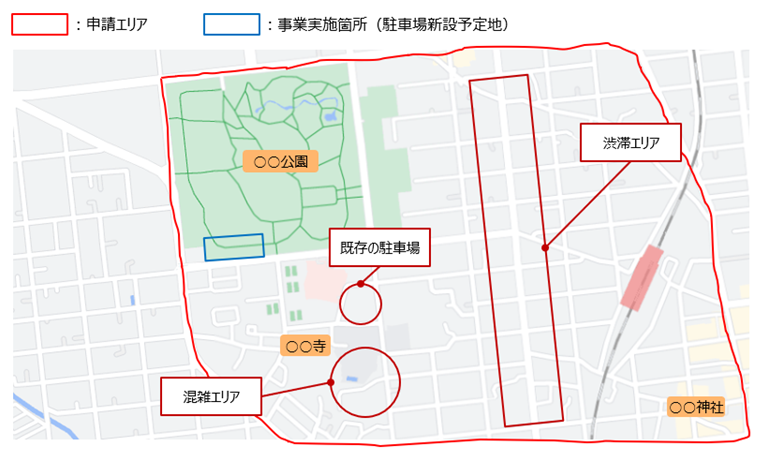 ：申請エリア
：事業実施箇所（駐車場新設予定地）
渋滞エリア
〇〇公園
既存の駐車場
〇〇寺
混雑エリア
〇〇神社